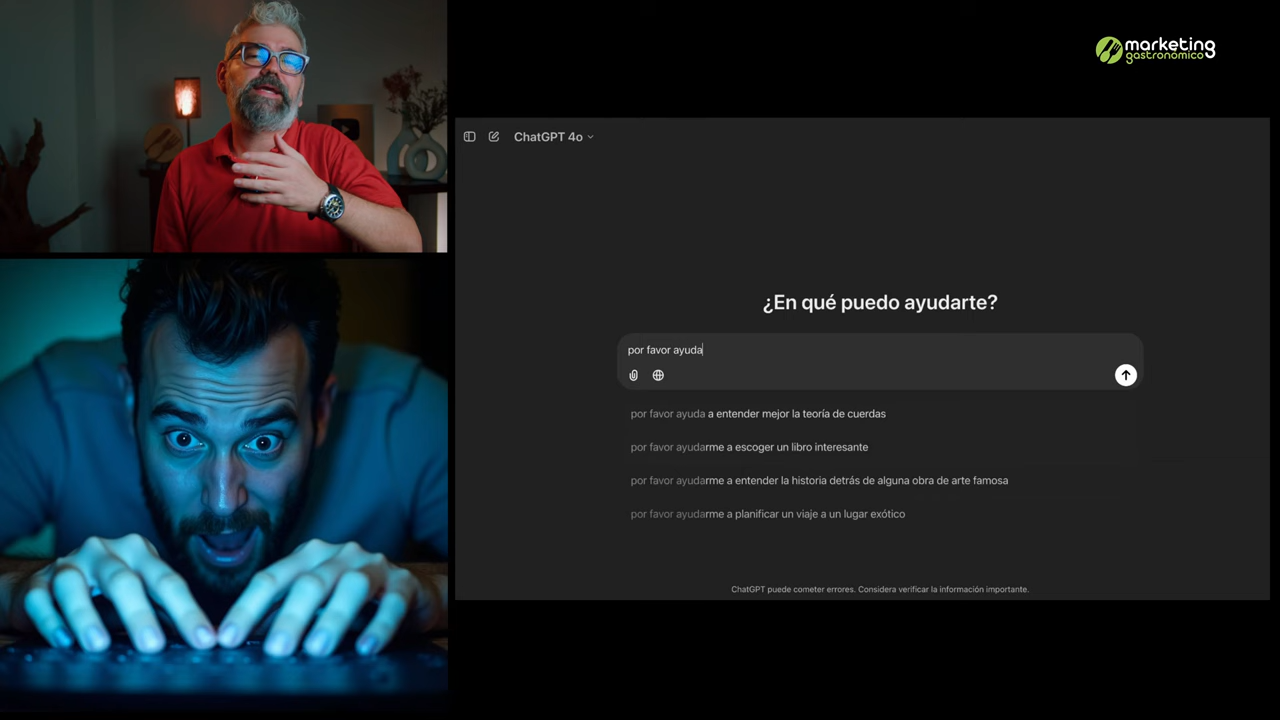 marketing
gastronomico
ChatGPT 4o
¿En qué puedo ayudarte?
por favor ayuda
por favor ayuda a entender mejor la teoría de cuerdas
por favor ayudarme a escoger un libro interesante
por favor ayudarme a entender la historia detrás de alguna obra de arte famosa
por favor ayudarme a planificar un viaje a un lugar exótico
ChatGPT puede cometer errores. Considera verificar la información importante.